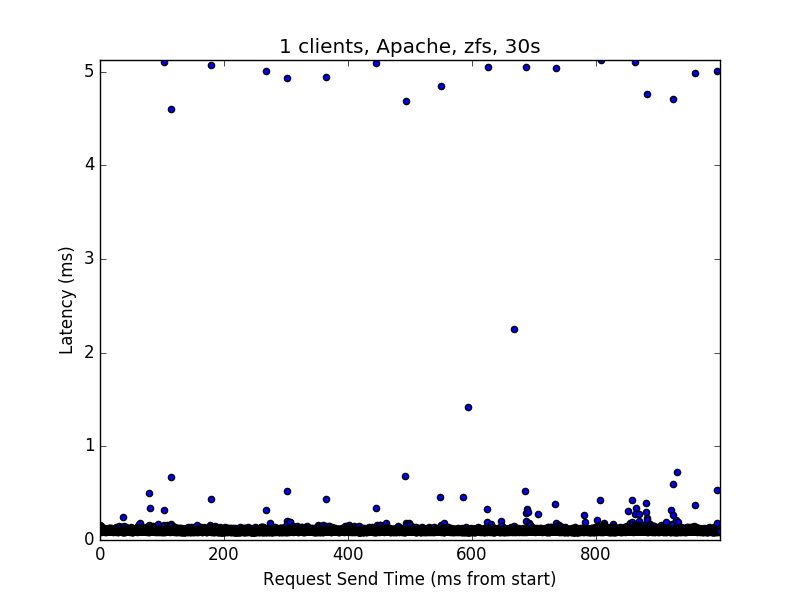 1 clients, Apache, zfs, 30s
5
4
3
2
1
0
Latency (ms)
0 200 400 600 800
Request Send Time (ms from start)